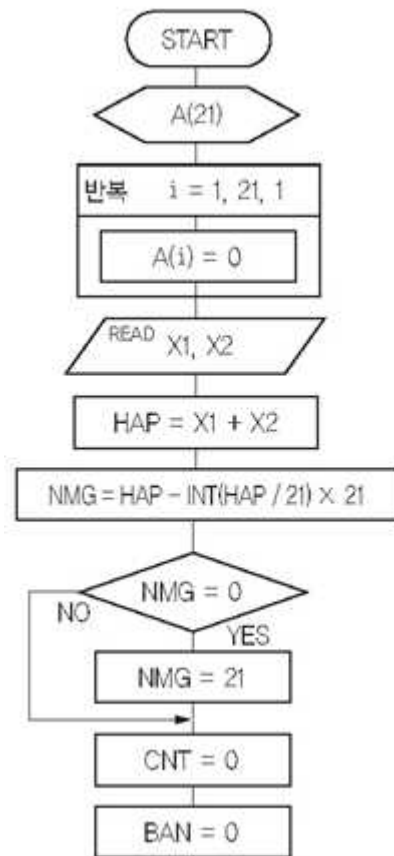 START
A(21)
반복 i = 1, 21, 1
A(i) = 0
READ X1, X2
HAP = X1 + X2
NMG = HAP - INT(HAP / 21) × 21
NMG = 0
NO
YES
NMG = 21
CNT = 0
BAN = 0